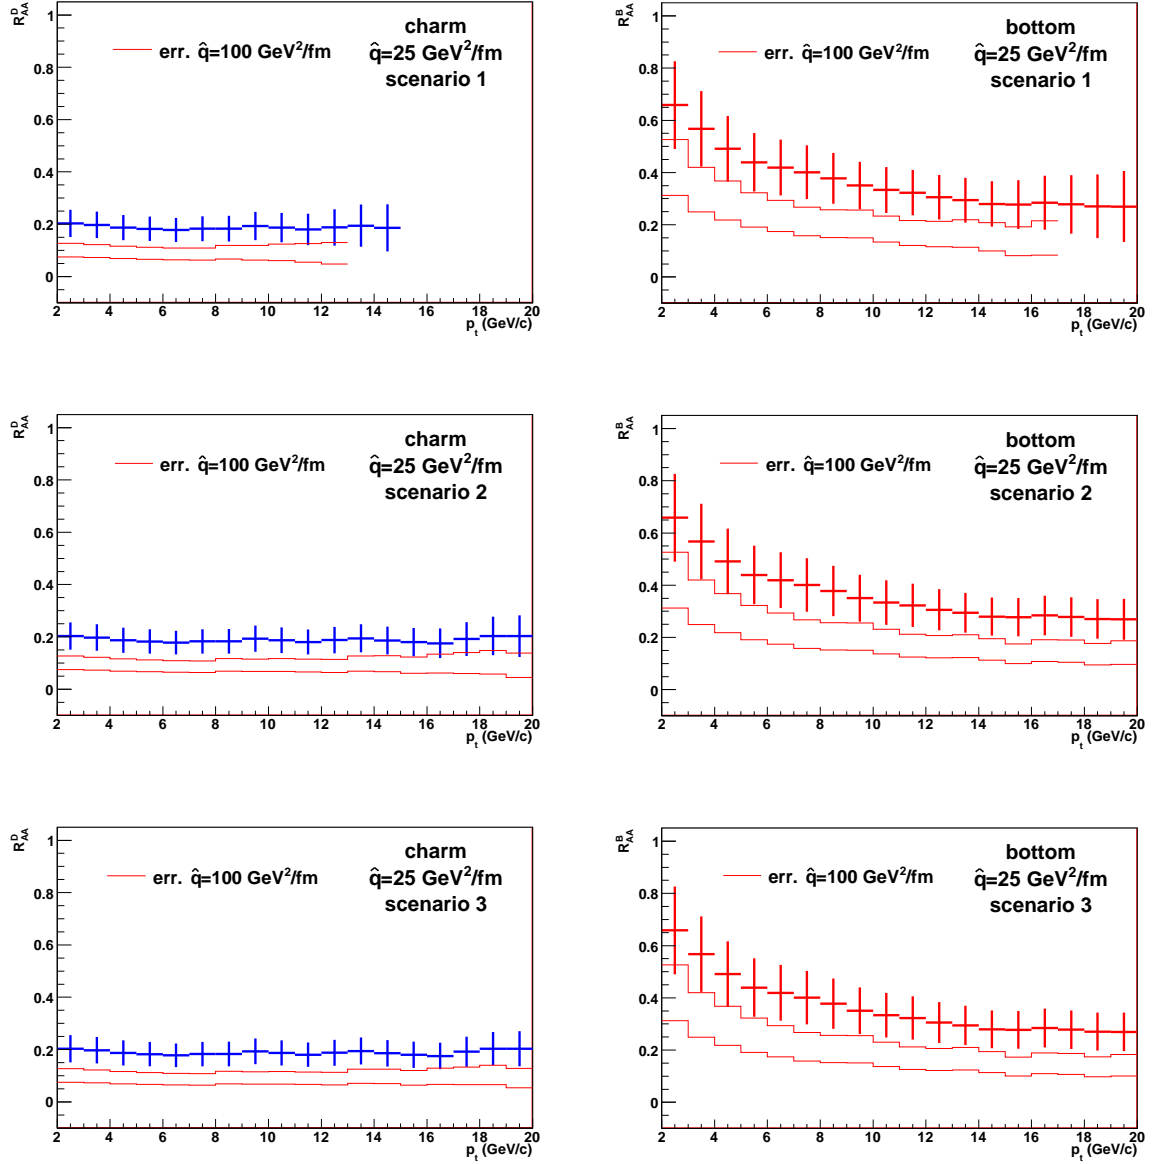 R_AA^D
1
0.8
0.6
0.4
0.2
0
charm
err. q̂=100 GeV²/fm
q̂=25 GeV²/fm
scenario 1
2 4 6 8 10 12 14 16 18 20
p_t (GeV/c)
R_AA^B
1
0.8
0.6
0.4
0.2
0
bottom
err. q̂=100 GeV²/fm
q̂=25 GeV²/fm
scenario 1
2 4 6 8 10 12 14 16 18 20
p_t (GeV/c)
R_AA^D
1
0.8
0.6
0.4
0.2
0
charm
err. q̂=100 GeV²/fm
q̂=25 GeV²/fm
scenario 2
2 4 6 8 10 12 14 16 18 20
p_t (GeV/c)
R_AA^B
1
0.8
0.6
0.4
0.2
0
bottom
err. q̂=100 GeV²/fm
q̂=25 GeV²/fm
scenario 2
2 4 6 8 10 12 14 16 18 20
p_t (GeV/c)
R_AA^D
1
0.8
0.6
0.4
0.2
0
charm
err. q̂=100 GeV²/fm
q̂=25 GeV²/fm
scenario 3
2 4 6 8 10 12 14 16 18 20
p_t (GeV/c)
R_AA^B
1
0.8
0.6
0.4
0.2
0
bottom
err. q̂=100 GeV²/fm
q̂=25 GeV²/fm
scenario 3
2 4 6 8 10 12 14 16 18 20
p_t (GeV/c)